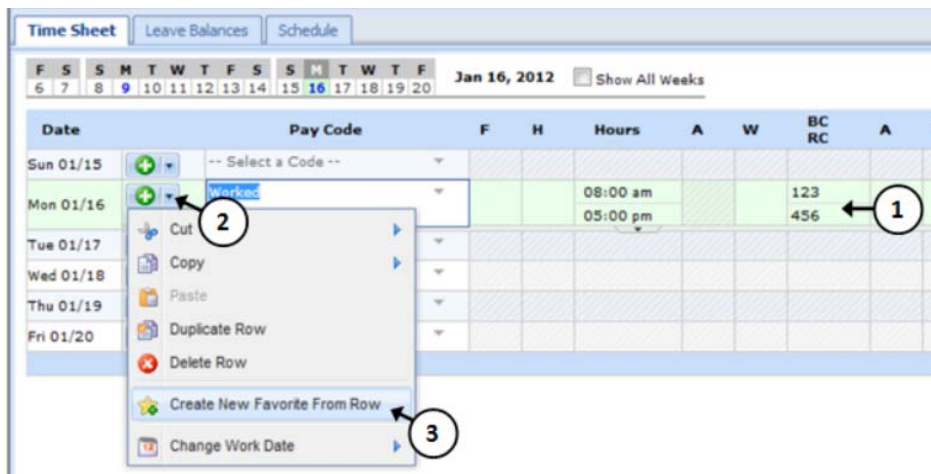 Time Sheet Leave Balances Schedule
F S S M T W T F S S M T W T F
6 7 8 9 10 11 12 13 14 15 16 17 18 19 20
Jan 16, 2012 Show All Weeks
Date Pay Code F H Hours A W BC RC A
Sun 01/15 -- Select a Code --
Mon 01/16 Worked 08:00 am 123
05:00 pm 456
1
2
Cut
Tue 01/17
Copy
Wed 01/18
Paste
Thu 01/19
Duplicate Row
Fri 01/20
Delete Row
Create New Favorite From Row
3
12
Change Work Date